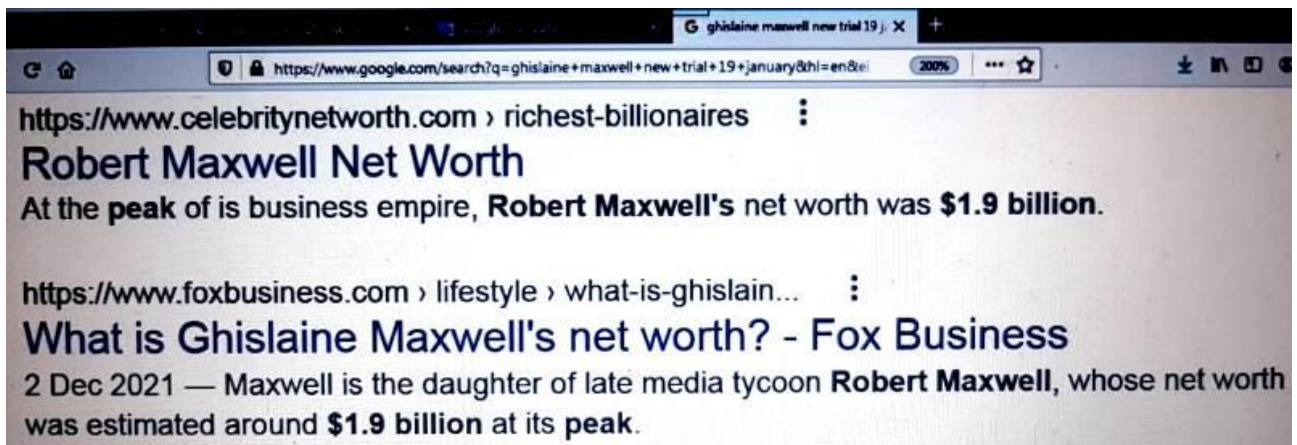 G ghislaine maxwell new trial 19 j. X +
https://www.google.com/search?q=ghislaine+maxwell+new+trial+19+january&hl=en&ei 200% ...
https://www.celebritynetworth.com › richest-billionaires
Robert Maxwell Net Worth
At the peak of is business empire, Robert Maxwell's net worth was $1.9 billion.
https://www.foxbusiness.com › lifestyle › what-is-ghislain...
What is Ghislaine Maxwell's net worth? - Fox Business
2 Dec 2021 — Maxwell is the daughter of late media tycoon Robert Maxwell, whose net worth
was estimated around $1.9 billion at its peak.